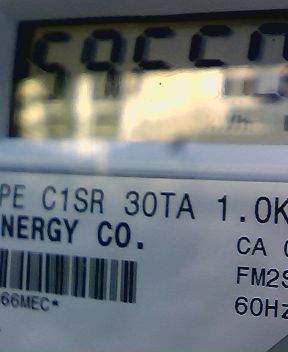 PE C1SR 30TA 1.0K
NERGY CO.
CA
66MEC*
FM2S
60Hz